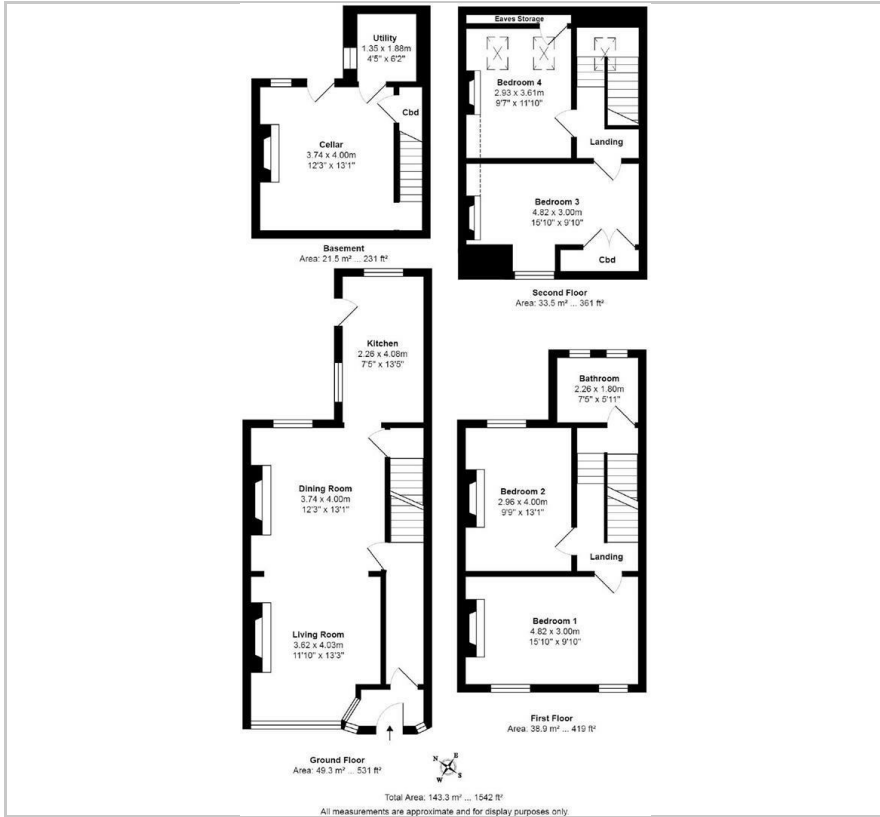 Utility
1.35 x 1.88m
4'5" x 6'2"
Cbd
Cellar
3.74 x 4.00m
12'3" x 13'1"
Basement
Area: 21.5 m² ... 231 ft²
Eaves Storage
Bedroom 4
2.93 x 3.61m
9'7" x 11'10"
Landing
Bedroom 3
4.82 x 3.00m
15'10" x 9'10"
Cbd
Second Floor
Area: 33.5 m² ... 361 ft²
Kitchen
2.26 x 4.08m
7'5" x 13'5"
Dining Room
3.74 x 4.00m
12'3" x 13'1"
Living Room
3.62 x 4.03m
11'10" x 13'3"
Ground Floor
Area: 49.3 m² ... 531 ft²
Bathroom
2.26 x 1.80m
7'5" x 5'11"
Bedroom 2
2.96 x 4.00m
9'9" x 13'1"
Landing
Bedroom 1
4.82 x 3.00m
15'10" x 9'10"
First Floor
Area: 38.9 m² ... 419 ft²
N E
W S
Total Area: 143.3 m² ... 1542 ft²
All measurements are approximate and for display purposes only.